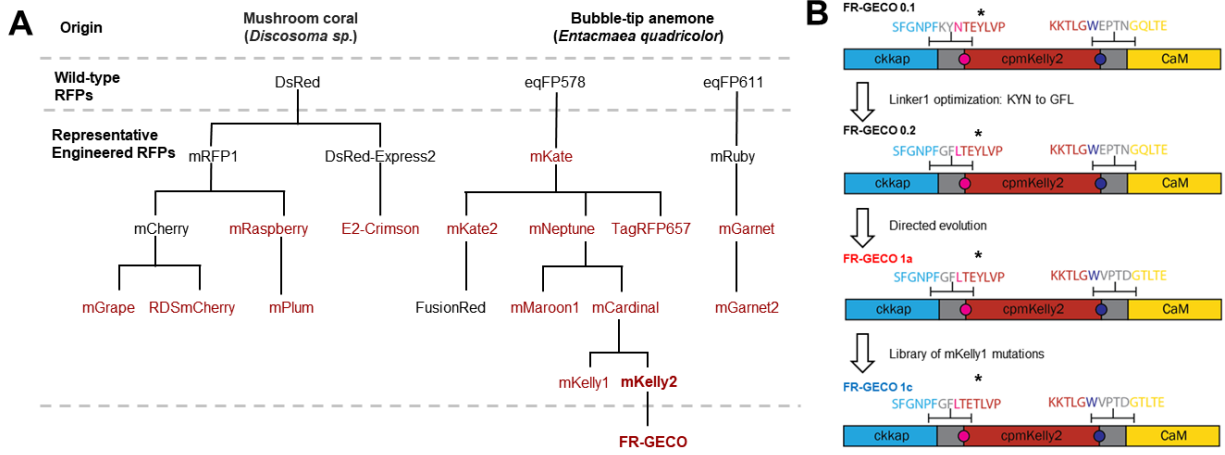 A
Origin
Mushroom coral
(Discosoma sp.)
Bubble-tip anemone
(Entacmaea quadricolor)
Wild-type
RFPs
DsRed
eqFP578
eqFP611
Representative
Engineered RFPs
mRFP1
DsRed-Express2
mKate
mRuby
mCherry
mRaspberry
E2-Crimson
mKate2
mNeptune
TagRFP657
mGarnet
mGrape
RDSmCherry
mPlum
FusionRed
mMaroon1
mCardinal
mGarnet2
mKelly1
mKelly2
FR-GECO
B
FR-GECO 0.1
*
SFGNPFKYNTEYLVP
KKTLGWEPTNGQLTE
ckkap
cpmKelly2
CaM
Linker1 optimization: KYN to GFL
FR-GECO 0.2
*
SFGNPFGFLTEYLVP
KKTLGWEPTNGQLTE
ckkap
cpmKelly2
CaM
Directed evolution
FR-GECO 1a
*
SFGNPFGFLTEYLVP
KKTLGWVPTDGTLTE
ckkap
cpmKelly2
CaM
Library of mKelly1 mutations
FR-GECO 1c
*
SFGNPFGFLTETLVP
KKTLGWVPTDGTLTE
ckkap
cpmKelly2
CaM